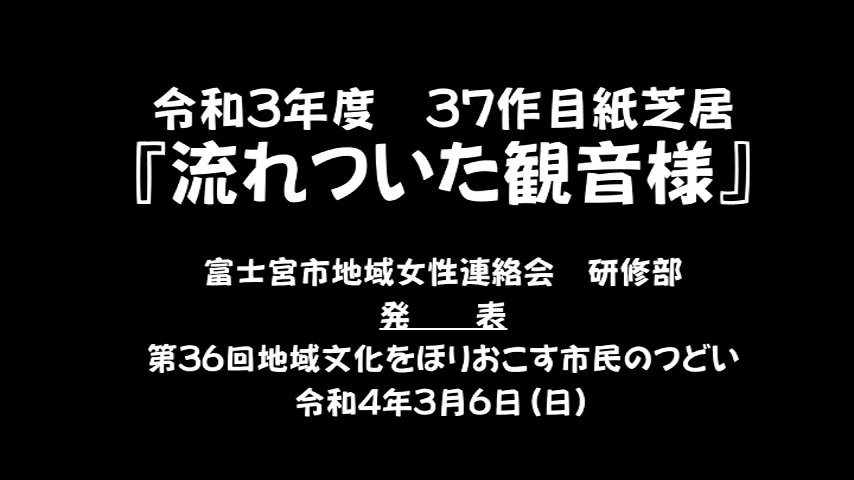 令和3年度　37作目紙芝居
『流れついた観音様』
富士宮市地域女性連絡会　研修部
発　　表
第36回地域文化をほりおこす市民のつどい
令和4年3月6日(日)